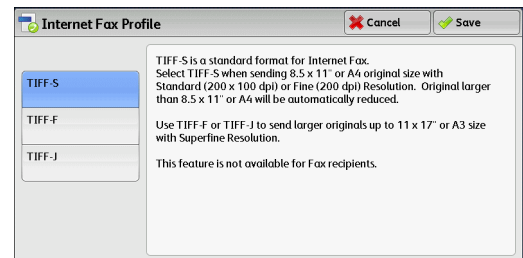 Internet Fax Profile
Cancel
Save
TIFF-S
TIFF-F
TIFF-J
TIFF-S is a standard format for Internet Fax.
Select TIFF-S when sending 8.5 x 11" or A4 original size with
Standard (200 x 100 dpi) or Fine (200 dpi) Resolution. Original larger
than 8.5 x 11" or A4 will be automatically reduced.
Use TIFF-F or TIFF-J to send larger originals up to 11 x 17" or A3 size
with Superfine Resolution.
This feature is not available for Fax recipients.